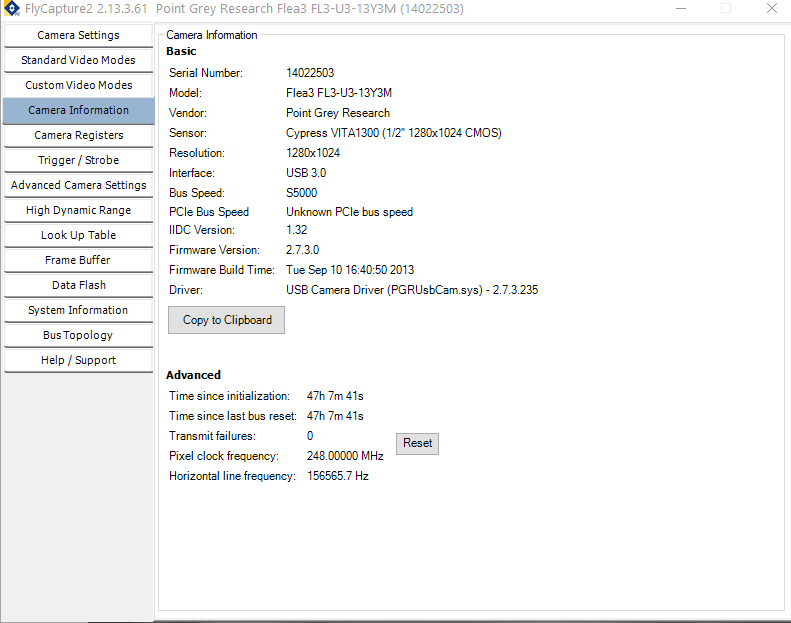 FlyCapture2 2.13.3.61 Point Grey Research Flea3 FL3-U3-13Y3M (14022503)
Camera Settings
Standard Video Modes
Custom Video Modes
Camera Information
Camera Registers
Trigger / Strobe
Advanced Camera Settings
High Dynamic Range
Look Up Table
Frame Buffer
Data Flash
System Information
Bus Topology
Help / Support
Camera Information
Basic
Serial Number: 14022503
Model: Flea3 FL3-U3-13Y3M
Vendor: Point Grey Research
Sensor: Cypress VITA1300 (1/2" 1280x1024 CMOS)
Resolution: 1280x1024
Interface: USB 3.0
Bus Speed: S5000
PCIe Bus Speed Unknown PCIe bus speed
IIDC Version: 1.32
Firmware Version: 2.7.3.0
Firmware Build Time: Tue Sep 10 16:40:50 2013
Driver: USB Camera Driver (PGRUsbCam.sys) - 2.7.3.235
Copy to Clipboard
Advanced
Time since initialization: 47h 7m 41s
Time since last bus reset: 47h 7m 41s
Transmit failures: 0
Reset
Pixel clock frequency: 248.00000 MHz
Horizontal line frequency: 156565.7 Hz